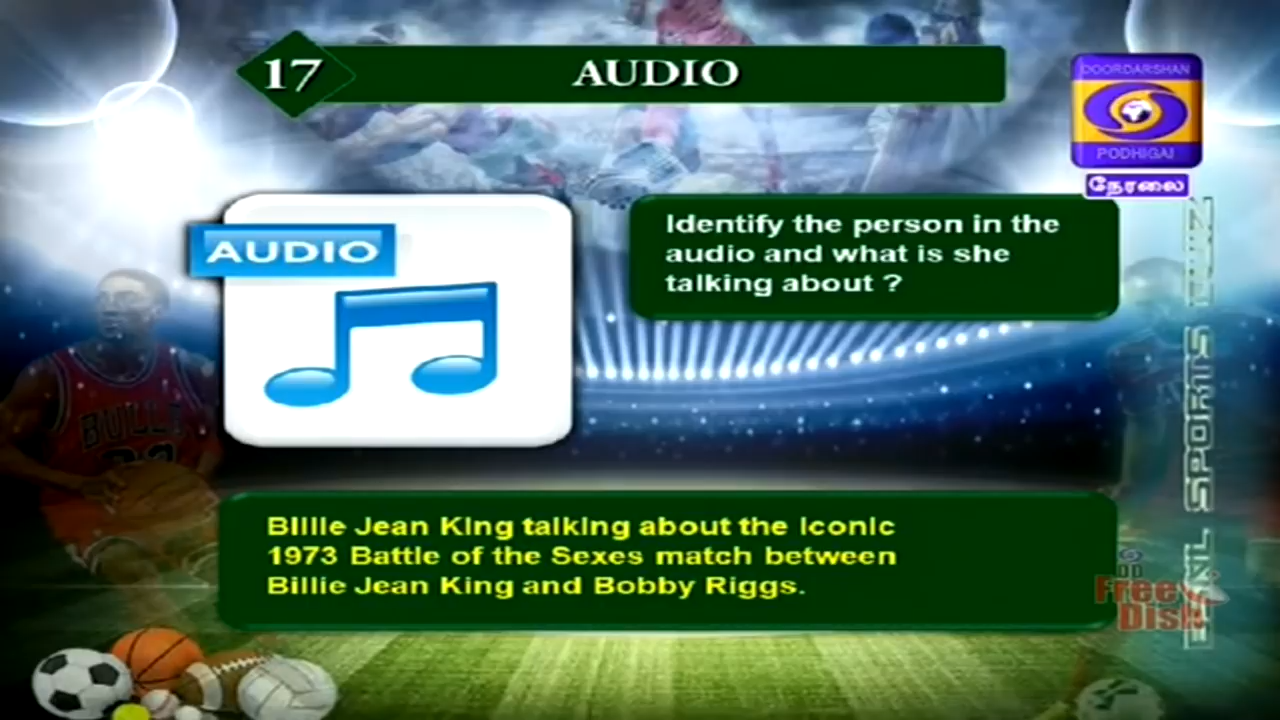 17
AUDIO
DOORDARSHAN
PODHIGAI
நேரலை
AUDIO
Identify the person in the
audio and what is she
talking about ?
BULLS
Billie Jean King talking about the iconic
1973 Battle of the Sexes match between
Billie Jean King and Bobby Riggs.
DD
Free
Dish
SPORTS